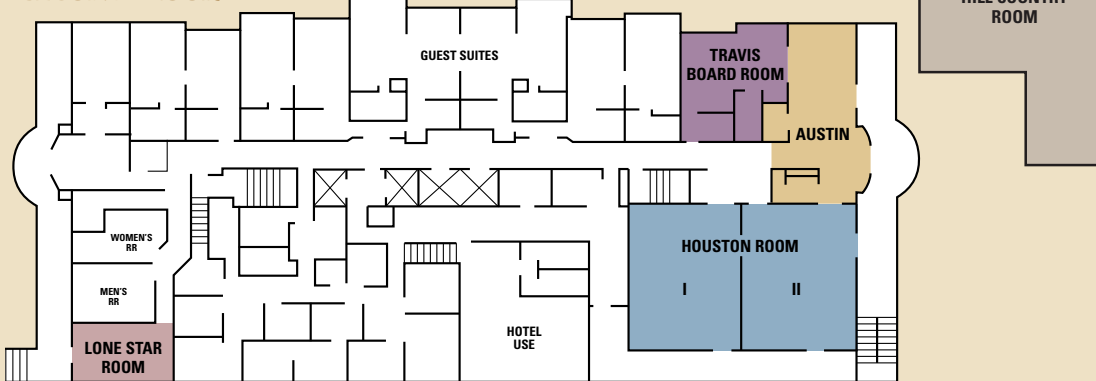 ROOM
GUEST SUITES
TRAVIS
BOARD ROOM
AUSTIN
WOMEN'S
RR
HOUSTON ROOM
MEN'S
RR
I
II
HOTEL
USE
LONE STAR
ROOM